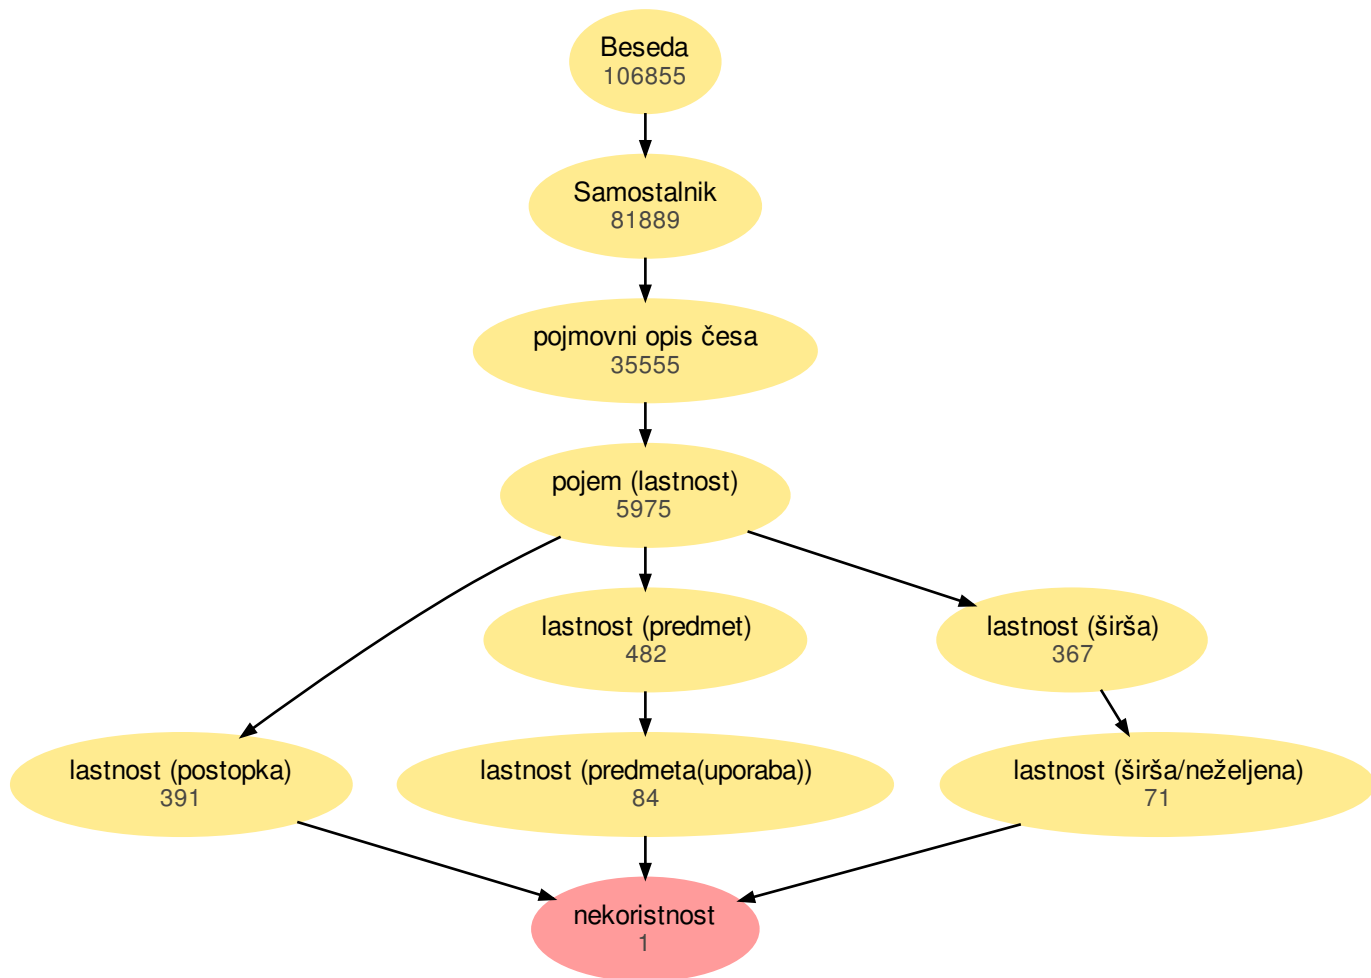 Beseda
106855
Samostalnik
81889
pojmovni opis česa
35555
pojem (lastnost)
5975
lastnost (predmet)
482
lastnost (širša)
367
lastnost (postopka)
391
lastnost (predmeta(uporaba))
84
lastnost (širša/neželjena)
71
nekoristnost
1